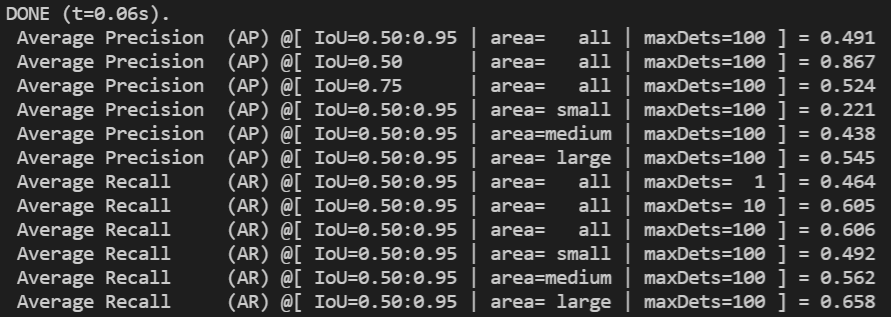 DONE (t=0.06s).
 Average Precision  (AP) @[ IoU=0.50:0.95 | area=   all | maxDets=100 ] = 0.491
 Average Precision  (AP) @[ IoU=0.50      | area=   all | maxDets=100 ] = 0.867
 Average Precision  (AP) @[ IoU=0.75      | area=   all | maxDets=100 ] = 0.524
 Average Precision  (AP) @[ IoU=0.50:0.95 | area= small | maxDets=100 ] = 0.221
 Average Precision  (AP) @[ IoU=0.50:0.95 | area=medium | maxDets=100 ] = 0.438
 Average Precision  (AP) @[ IoU=0.50:0.95 | area= large | maxDets=100 ] = 0.545
 Average Recall     (AR) @[ IoU=0.50:0.95 | area=   all | maxDets=  1 ] = 0.464
 Average Recall     (AR) @[ IoU=0.50:0.95 | area=   all | maxDets= 10 ] = 0.605
 Average Recall     (AR) @[ IoU=0.50:0.95 | area=   all | maxDets=100 ] = 0.606
 Average Recall     (AR) @[ IoU=0.50:0.95 | area= small | maxDets=100 ] = 0.492
 Average Recall     (AR) @[ IoU=0.50:0.95 | area=medium | maxDets=100 ] = 0.562
 Average Recall     (AR) @[ IoU=0.50:0.95 | area= large | maxDets=100 ] = 0.658